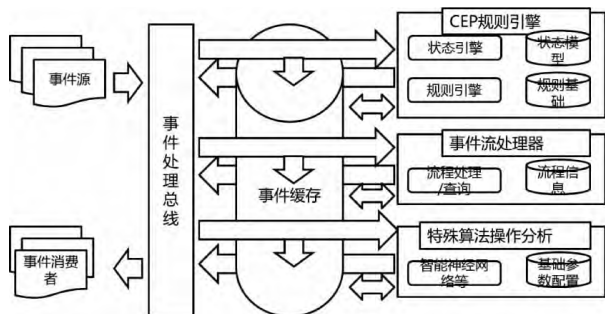 CEP规则引擎
状态引擎
状态模
型
规则引擎
规则基
础
事件源
事件处理总线
事件缓存
事件流处理器
流程处理
/查询
流程信
息
特殊算法操作分析
智能神经网
络等
基础参
数配置
事件消费
者